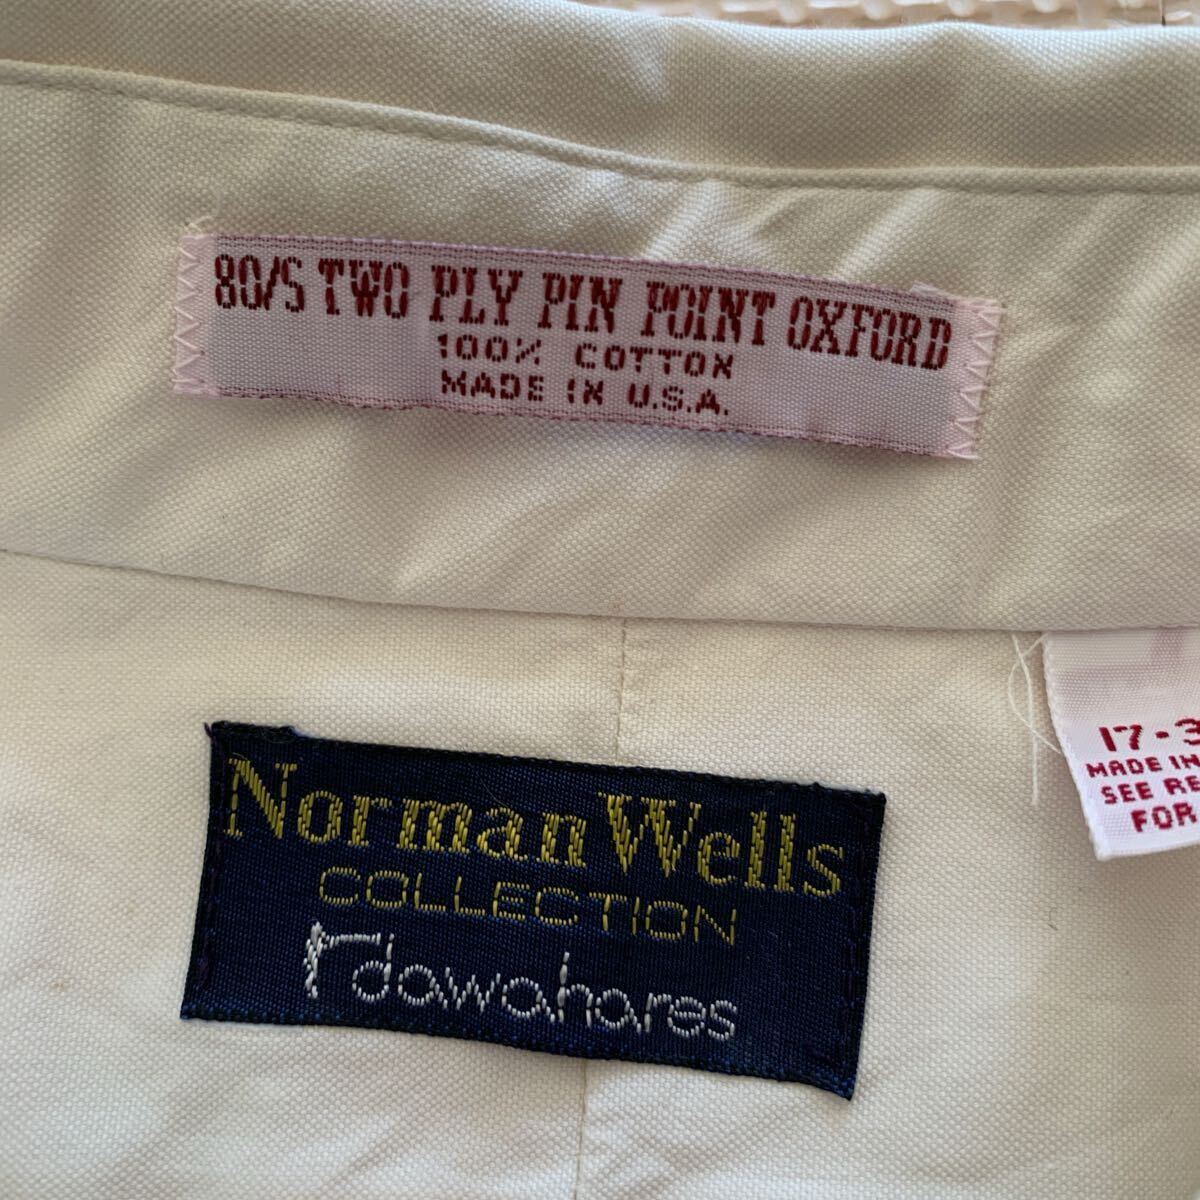 80/S TWO PLY PIN POINT OXFORD
100% COTTON
MADE IN U.S.A.
17-3
MADE IN
SEE RE
FOR
Norman Wells
COLLECTION
dawahares